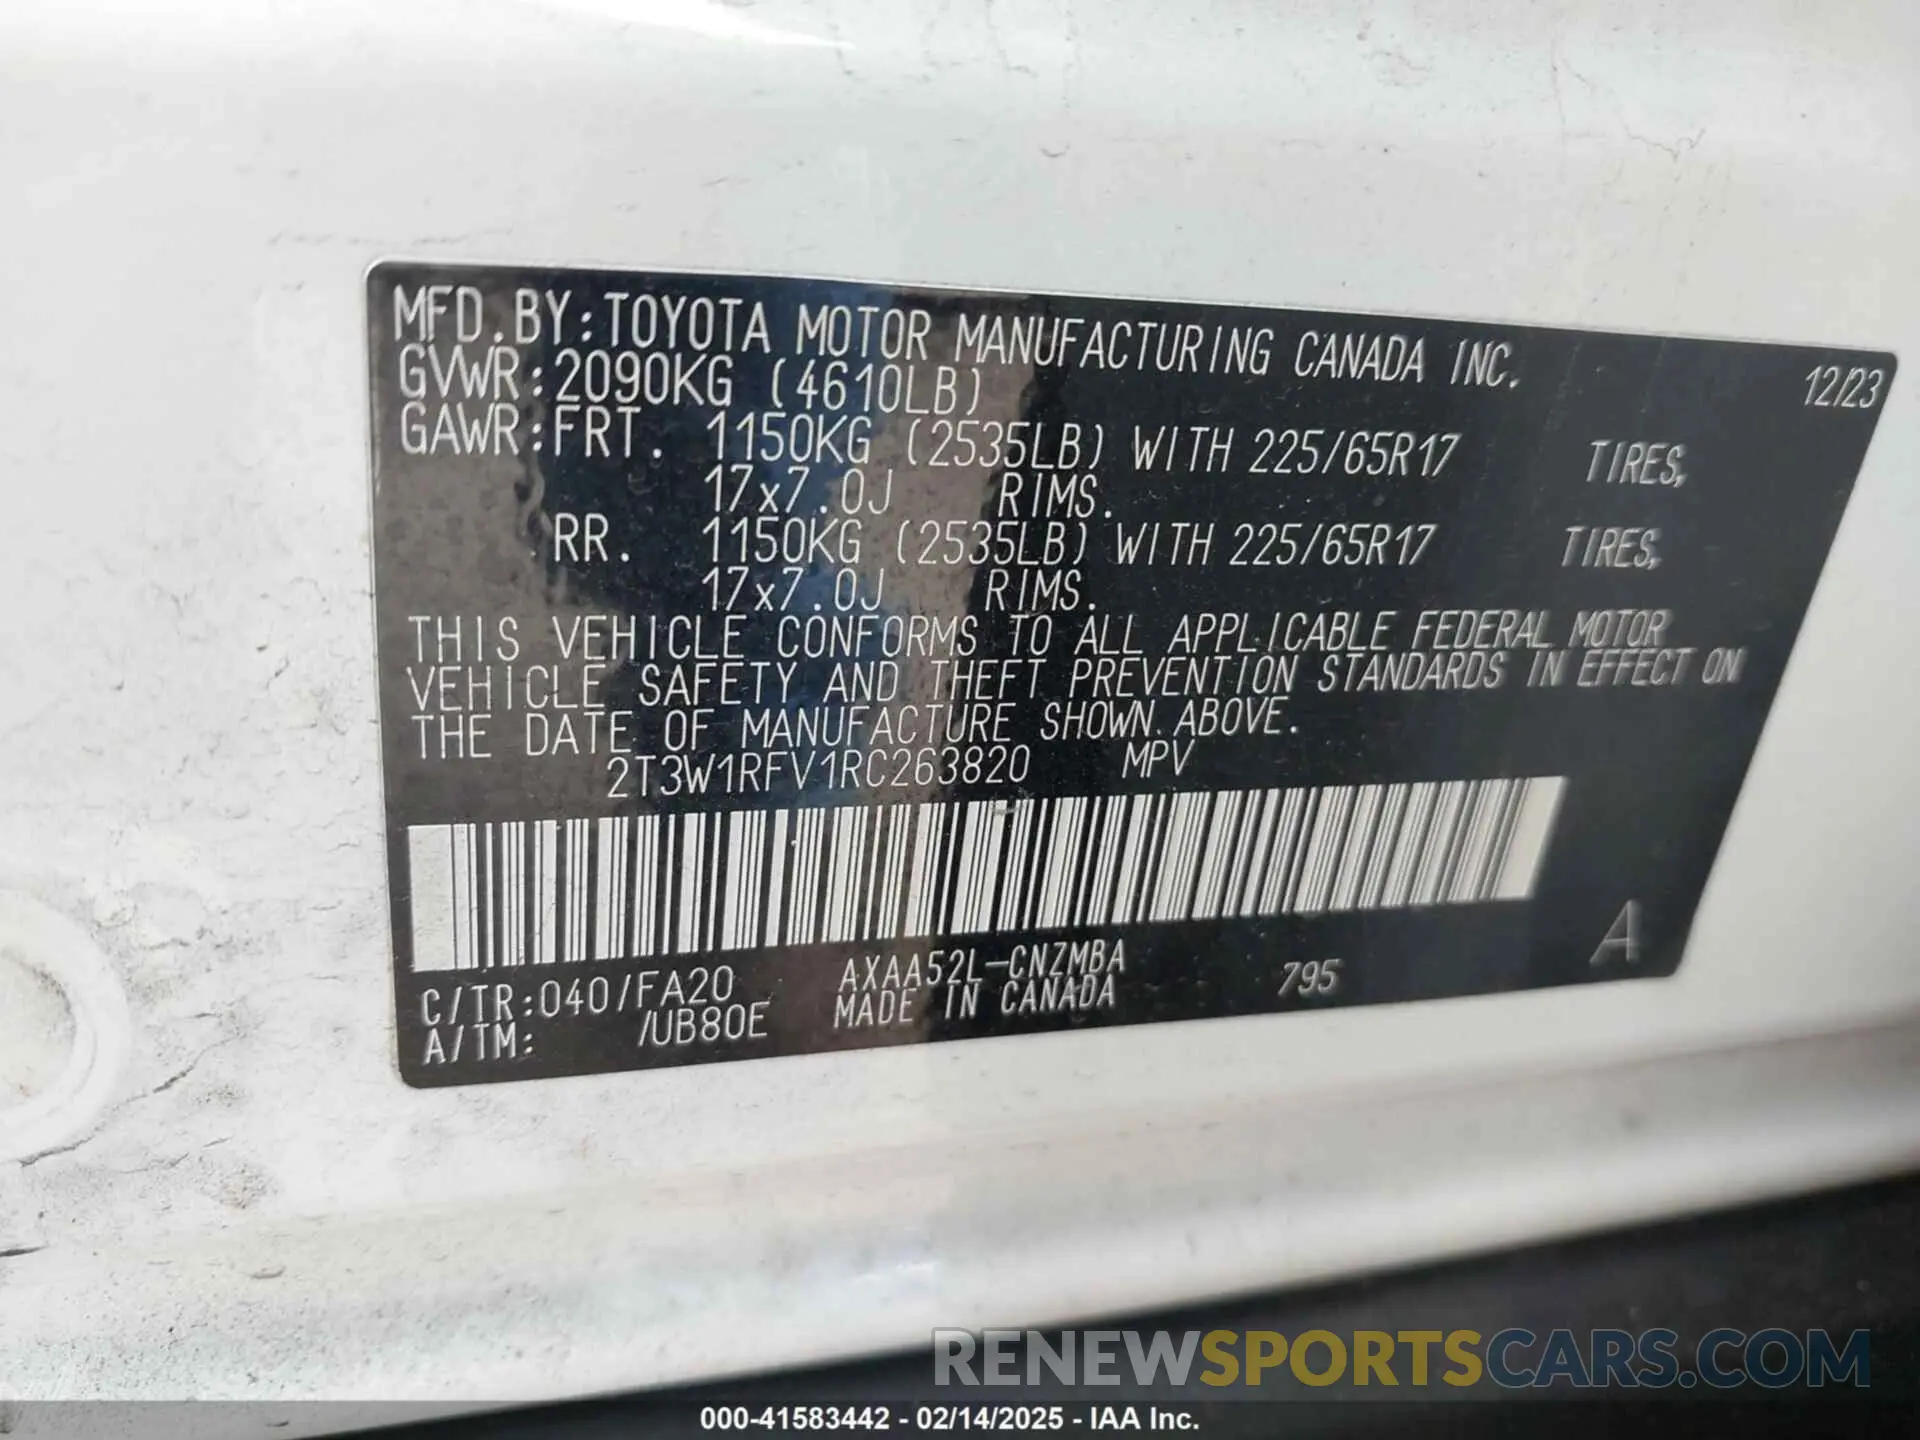 MFD. BY: TOYOTA MOTOR MANUFACTURING CANADA INC. 12/23
GVWR: 2090KG (4610LB)
GAWR: FRT. 1150KG (2535LB) WITH 225/65R17 TIRES,
17x7.0J RIMS.
RR. 1150KG (2535LB) WITH 225/65R17 TIRES,
17x7.0J RIMS.
THIS VEHICLE CONFORMS TO ALL APPLICABLE FEDERAL MOTOR
VEHICLE SAFETY AND THEFT PREVENTION STANDARDS IN EFFECT ON
THE DATE OF MANUFACTURE SHOWN ABOVE.
2T3W1RFV1RC263820 MPV
C/TR: 040/FA20 AXAA52L-CNZMBA 795 A
A/TM: /UB80E MADE IN CANADA
RENEWSPORTSCARS.COM
000-41583442 - 02/14/2025 - IAA Inc.